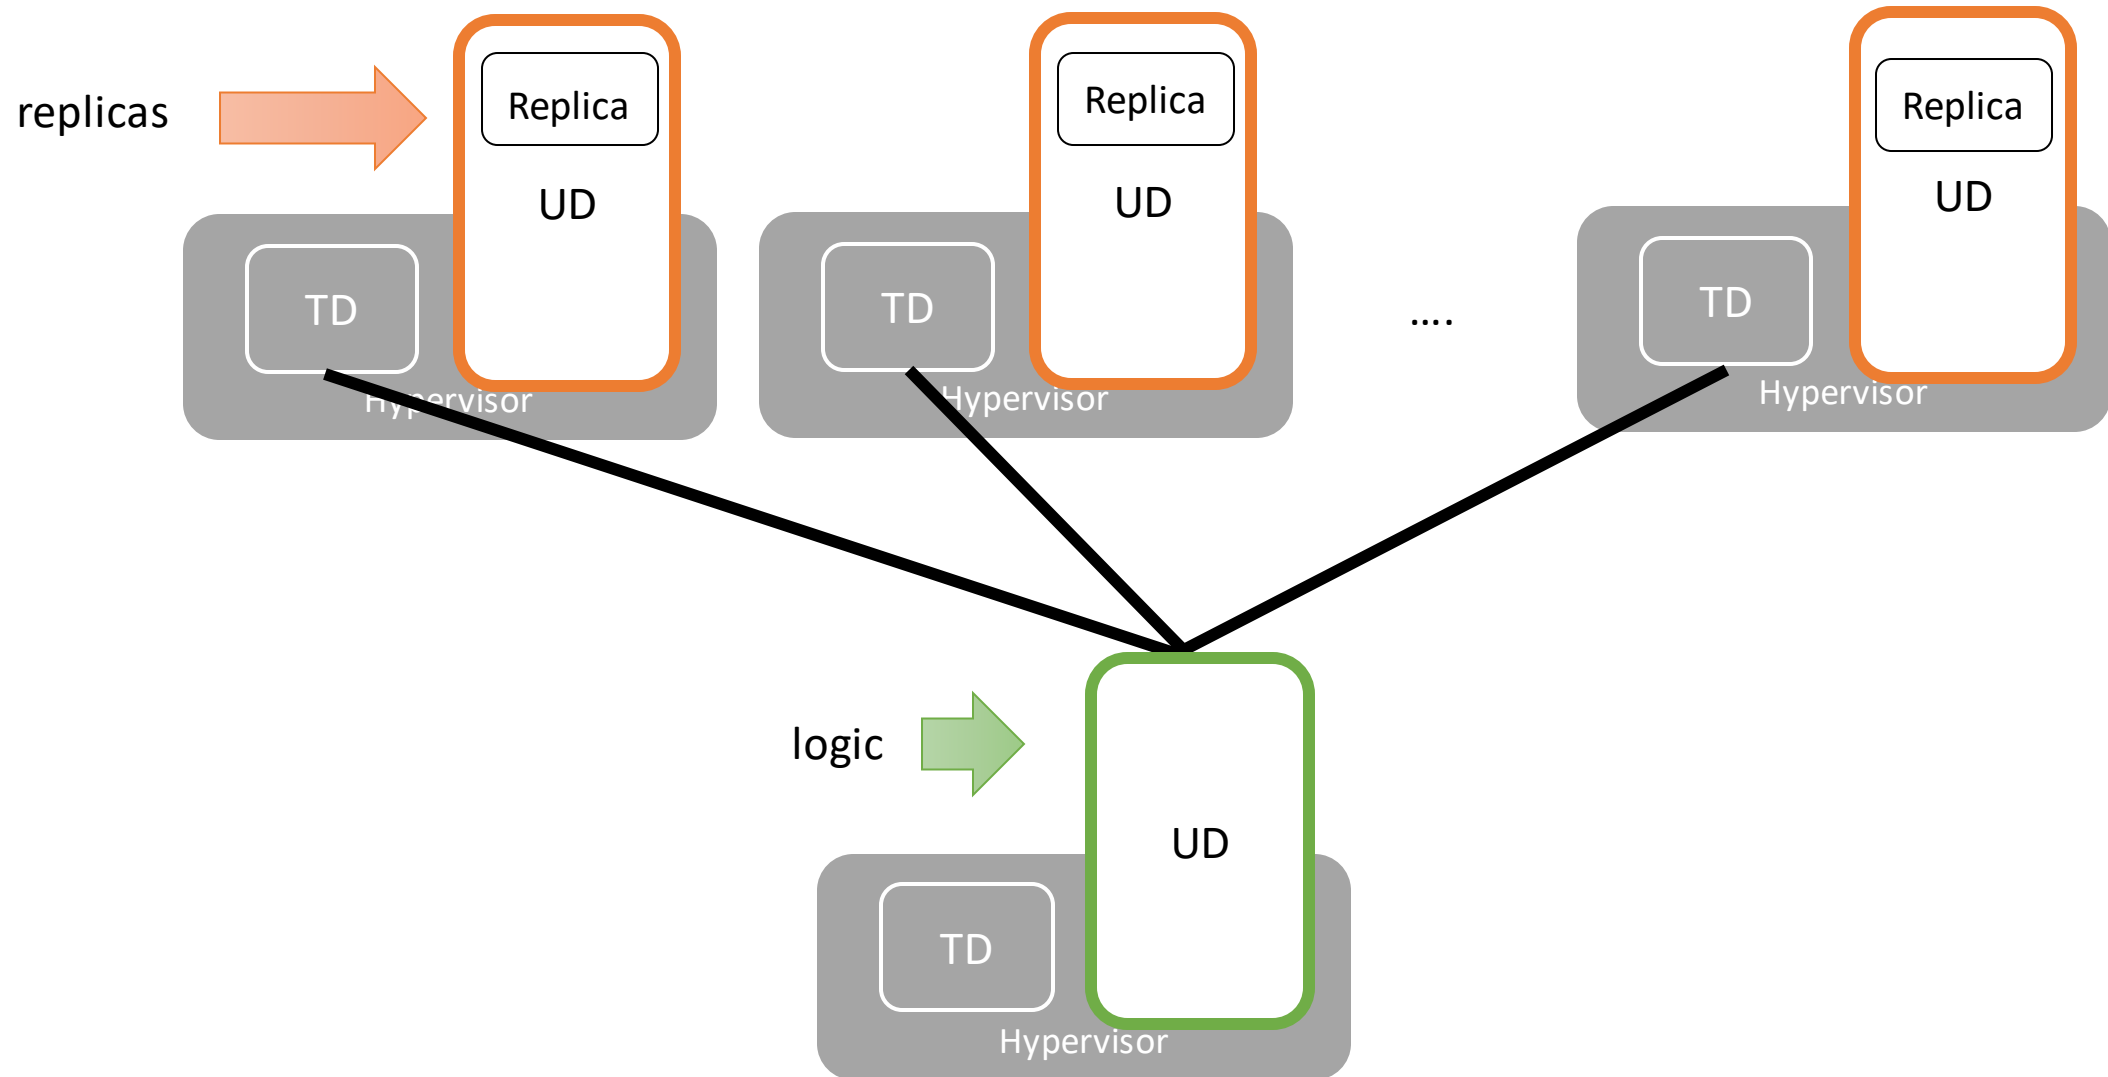 replicas
Replica
UD
TD
Hypervisor
Replica
UD
TD
Hypervisor
....
Replica
UD
TD
Hypervisor
logic
UD
TD
Hypervisor